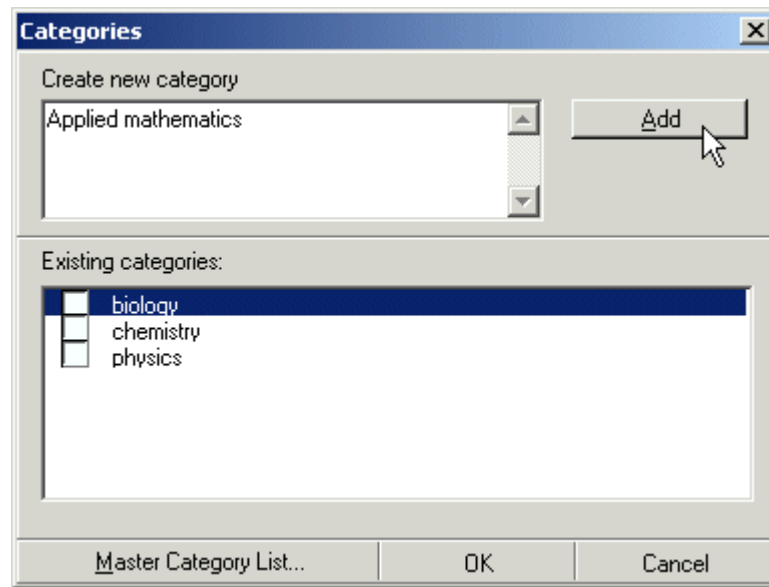 Categories
Create new category
Applied mathematics
Add
Existing categories:
biology
chemistry
physics
Master Category List...
OK
Cancel